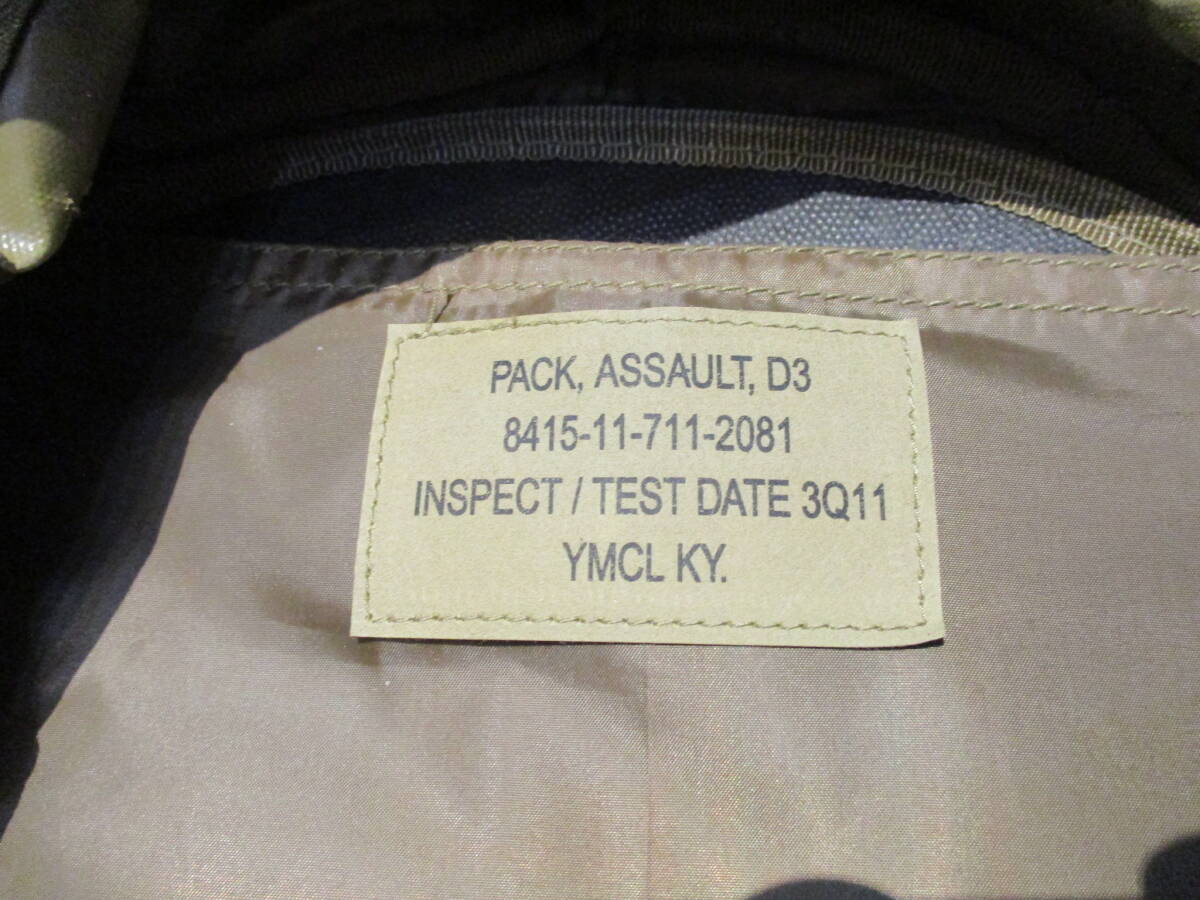 PACK, ASSAULT, D3
8415-11-711-2081
INSPECT / TEST DATE 3Q11
YMCL KY.